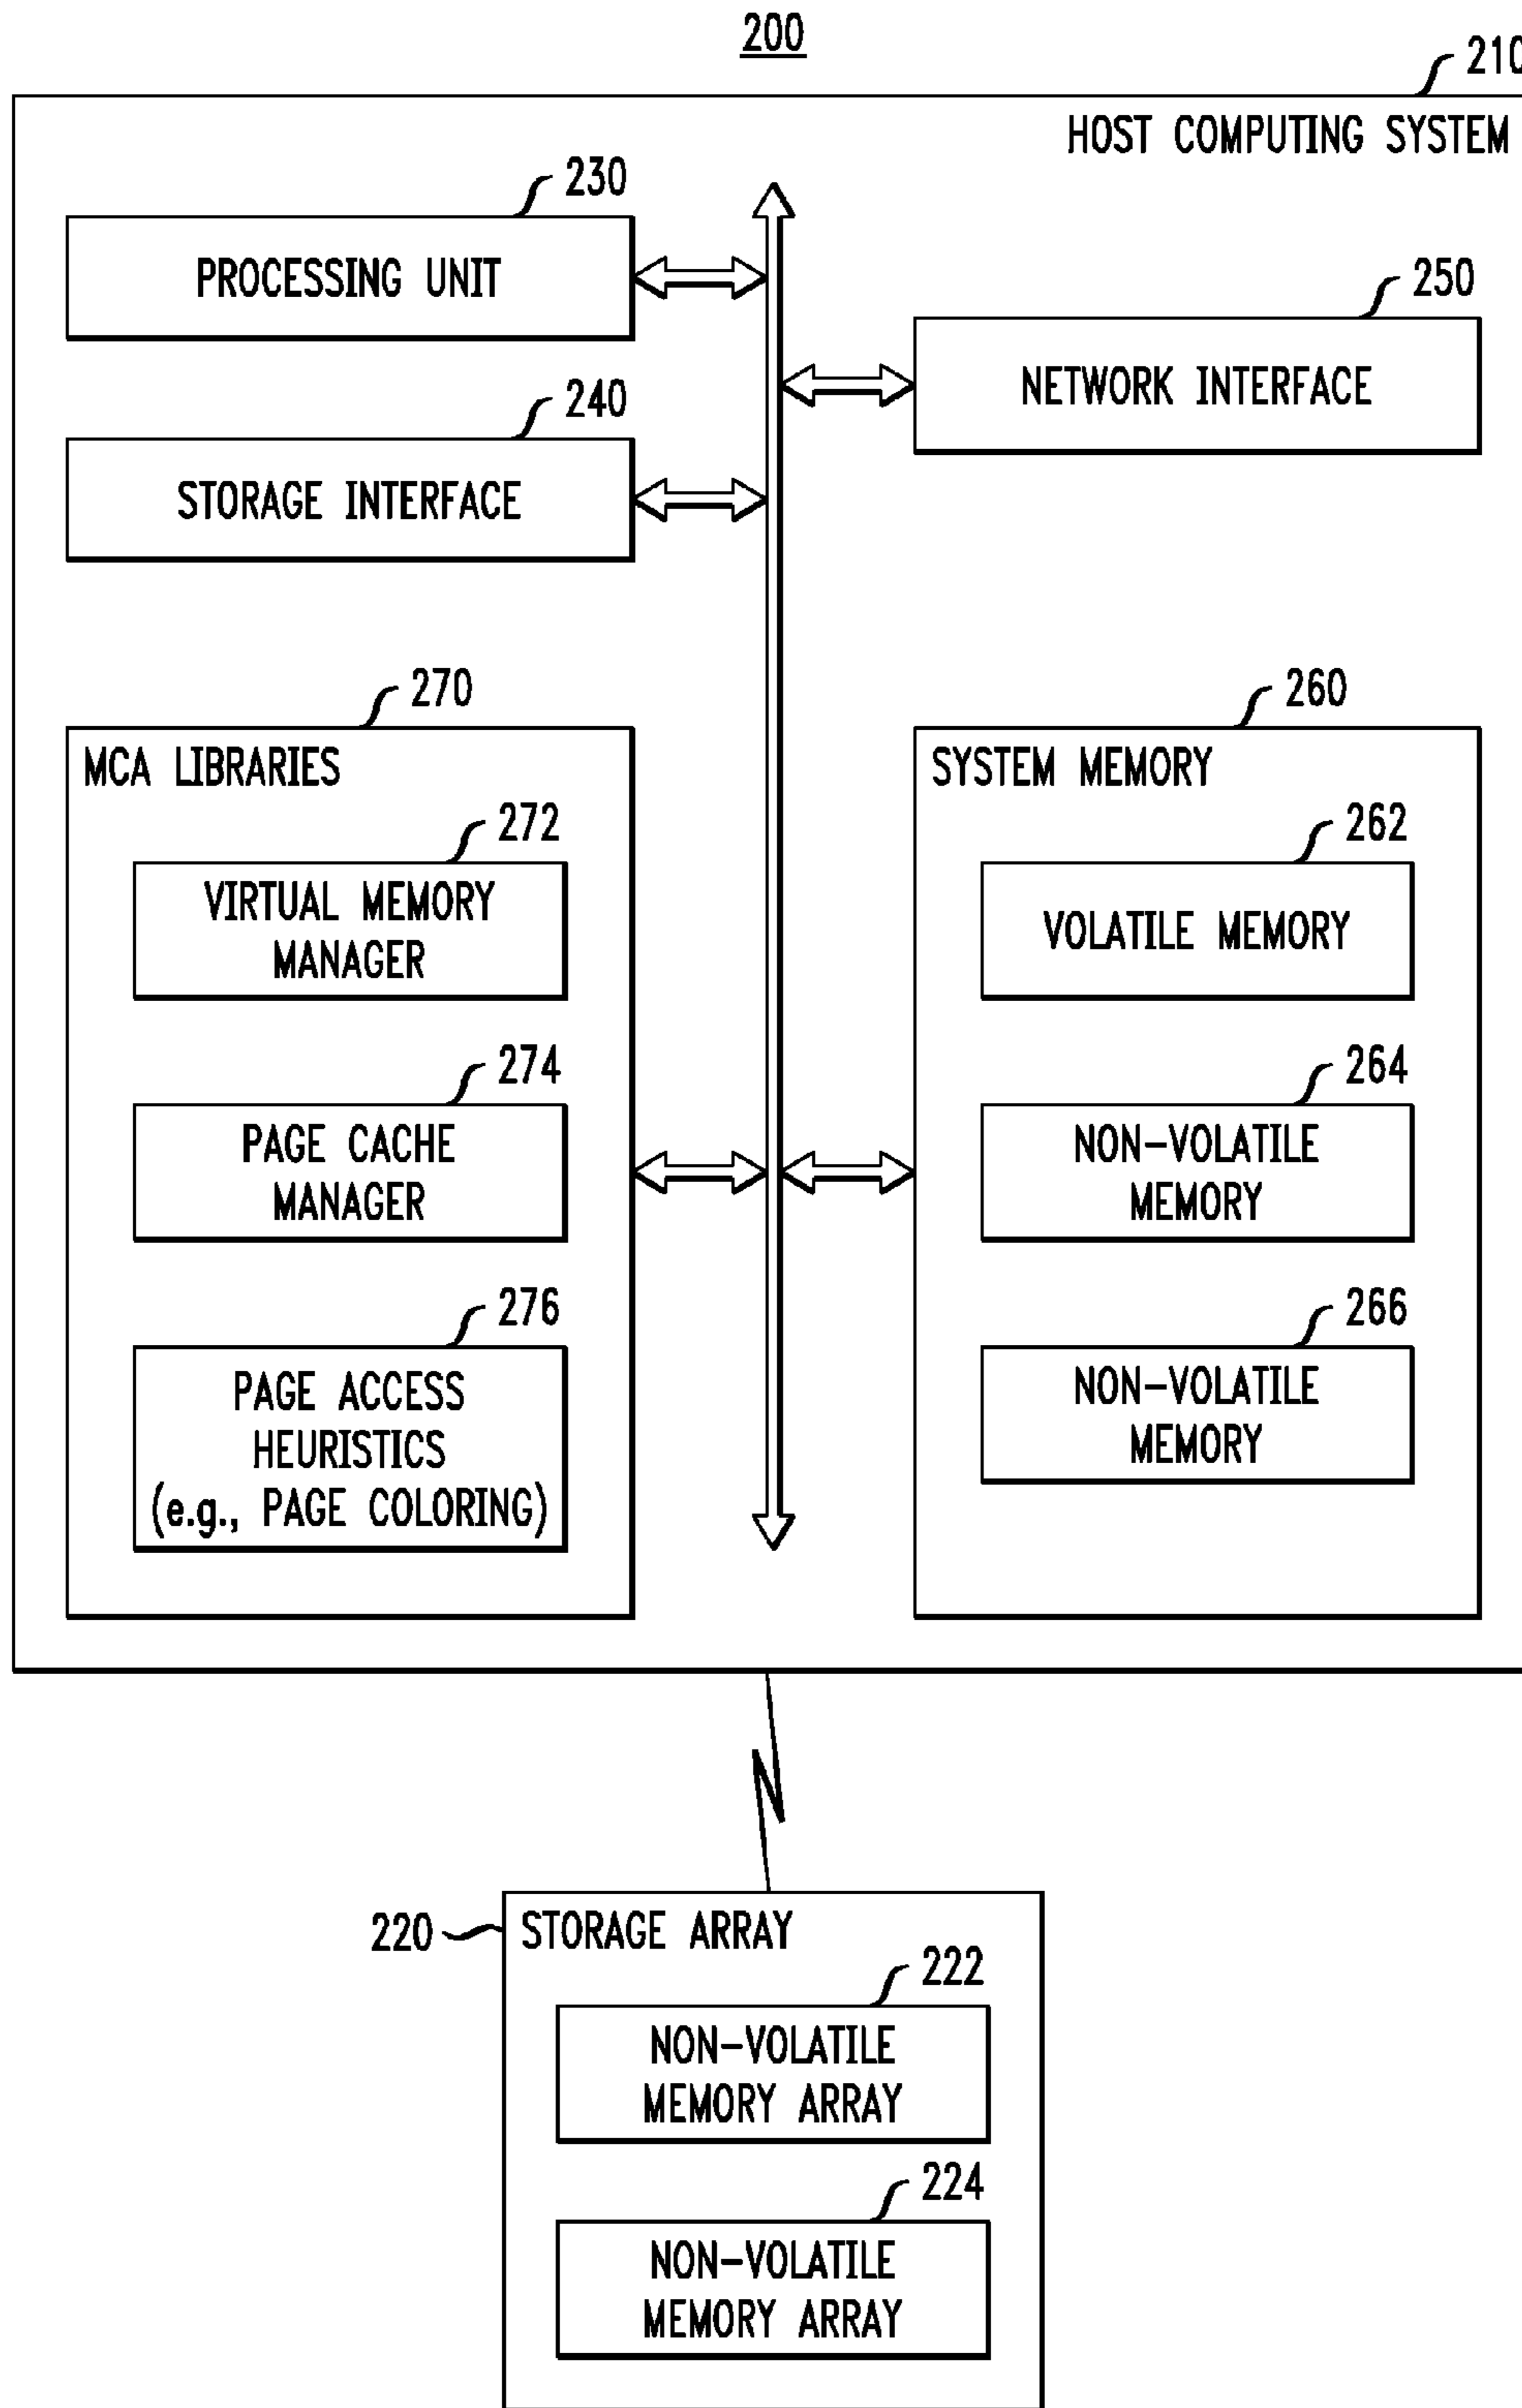 200
210
HOST COMPUTING SYSTEM
230
PROCESSING UNIT
250
NETWORK INTERFACE
240
STORAGE INTERFACE
270
MCA LIBRARIES
272
VIRTUAL MEMORY
MANAGER
274
PAGE CACHE
MANAGER
276
PAGE ACCESS
HEURISTICS
(e.g., PAGE COLORING)
260
SYSTEM MEMORY
262
VOLATILE MEMORY
264
NON-VOLATILE
MEMORY
266
NON-VOLATILE
MEMORY
220
STORAGE ARRAY
222
NON-VOLATILE
MEMORY ARRAY
224
NON-VOLATILE
MEMORY ARRAY